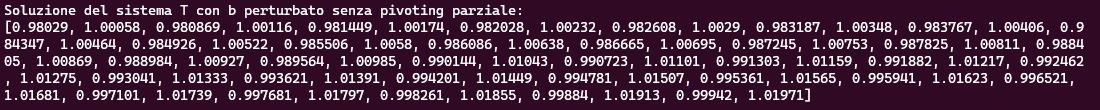 Soluzione del sistema T con b perturbato senza pivoting parziale:
[0.98029, 1.00058, 0.980869, 1.00116, 0.981449, 1.00174, 0.982028, 1.00232, 0.982608, 1.0029, 0.983187, 1.00348, 0.983767, 1.00406, 0.9
84347, 1.00464, 0.984926, 1.00522, 0.985506, 1.0058, 0.986086, 1.00638, 0.986665, 1.00695, 0.987245, 1.00753, 0.987825, 1.00811, 0.9884
05, 1.00869, 0.988984, 1.00927, 0.989564, 1.00985, 0.990144, 1.01043, 0.990723, 1.01101, 0.991303, 1.01159, 0.991882, 1.01217, 0.992462
, 1.01275, 0.993041, 1.01333, 0.993621, 1.01391, 0.994201, 1.01449, 0.994781, 1.01507, 0.995361, 1.01565, 0.995941, 1.01623, 0.996521,
1.01681, 0.997101, 1.01739, 0.997681, 1.01797, 0.998261, 1.01855, 0.99884, 1.01913, 0.99942, 1.01971]